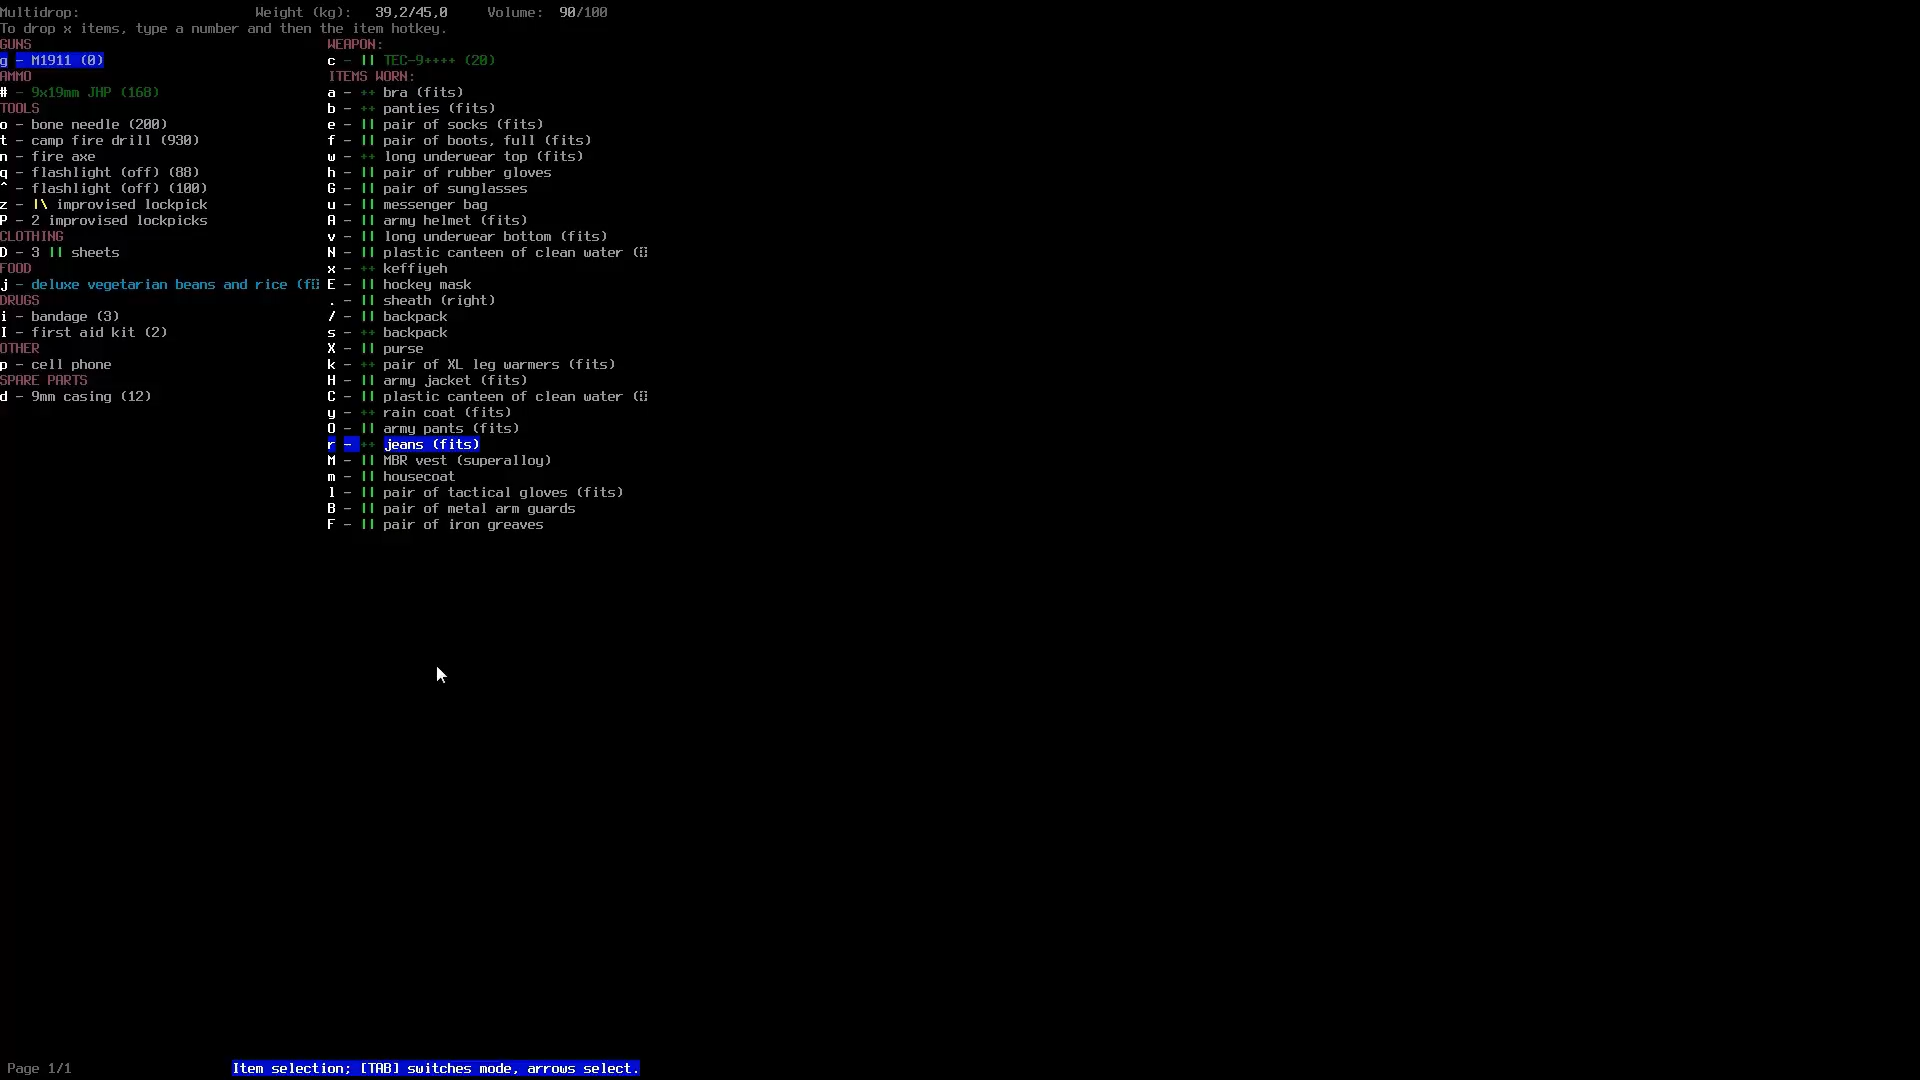 Multidrop: Weight (kg): 39,2/45,0 Volume: 90/100
To drop x items, type a number and then the item hotkey.
GUNS
g - M1911 (0)
AMMO
# - 9x19mm JHP (168)
TOOLS
o - bone needle (200)
t - camp fire drill (930)
n - fire axe
q - flashlight (off) (88)
^ - flashlight (off) (100)
z - |\ improvised lockpick
P - 2 improvised lockpicks
CLOTHING
D - 3 || sheets
FOOD
j - deluxe vegetarian beans and rice (f
DRUGS
i - bandage (3)
I - first aid kit (2)
OTHER
p - cell phone
SPARE PARTS
d - 9mm casing (12)
WEAPON:
c - || TEC-9++++ (20)
ITEMS WORN:
a - ++ bra (fits)
b - ++ panties (fits)
e - || pair of socks (fits)
f - || pair of boots, full (fits)
w - ++ long underwear top (fits)
h - || pair of rubber gloves
G - || pair of sunglasses
u - || messenger bag
A - || army helmet (fits)
v - || long underwear bottom (fits)
N - || plastic canteen of clean water (
x - ++ keffiyeh
E - || hockey mask
. - || sheath (right)
/ - || backpack
s - ++ backpack
X - || purse
k - ++ pair of XL leg warmers (fits)
H - || army jacket (fits)
C - || plastic canteen of clean water (
y - ++ rain coat (fits)
O - || army pants (fits)
r - ++ jeans (fits)
M - || MBR vest (superalloy)
m - || housecoat
l - || pair of tactical gloves (fits)
B - || pair of metal arm guards
F - || pair of iron greaves
Page 1/1
Item selection; [TAB] switches mode, arrows select.